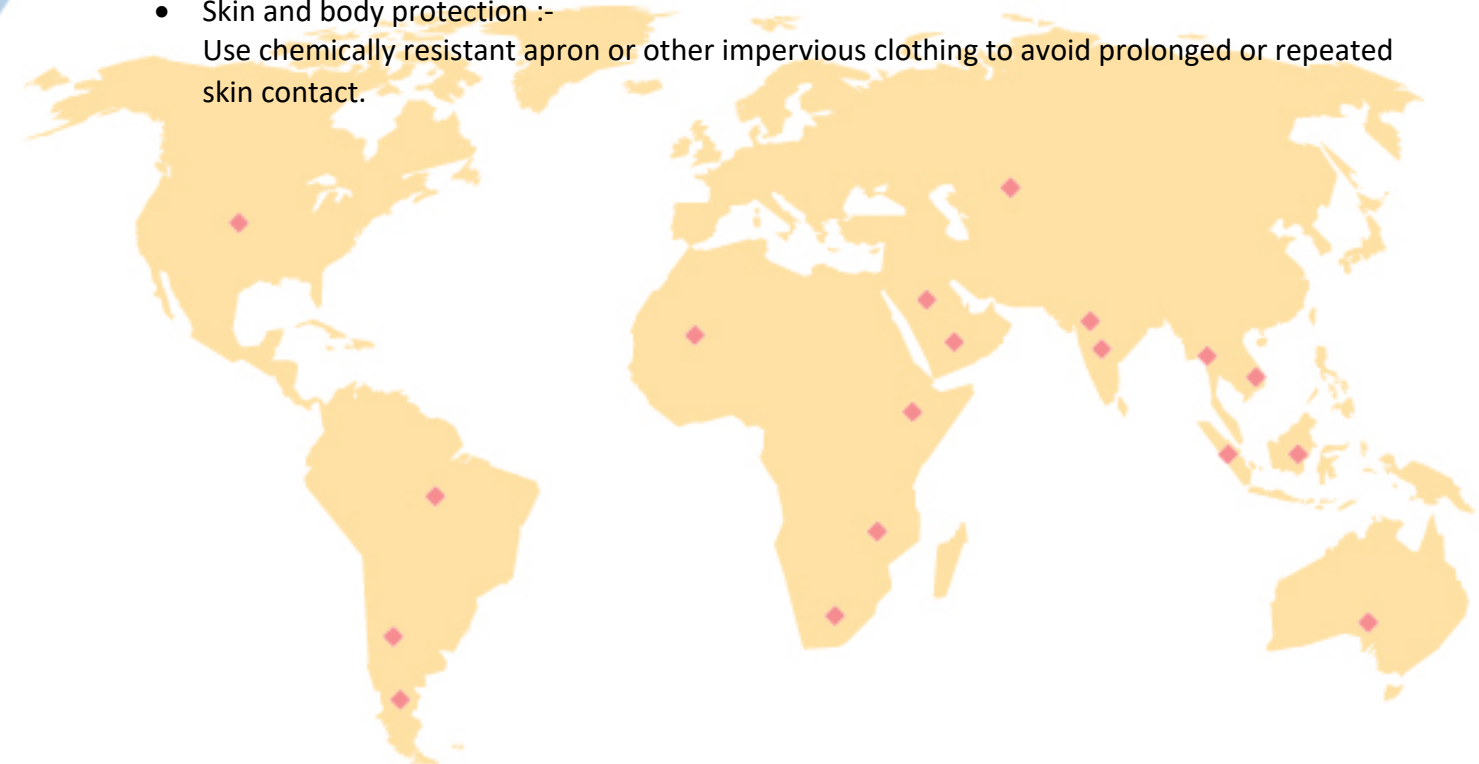 • Skin and body protection :-
Use chemically resistant apron or other impervious clothing to avoid prolonged or repeated
skin contact.